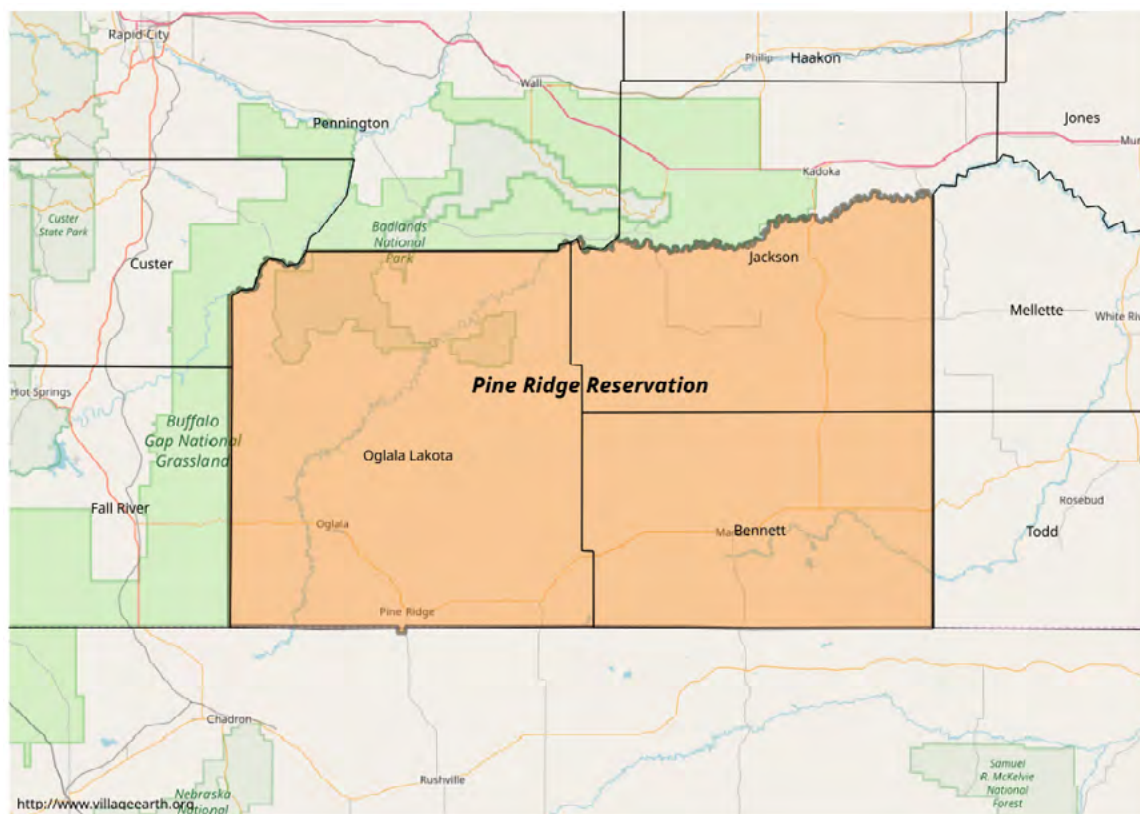 Rapid City
Philip
Haakon
Wall
Pennington
Jones
Kadoka
Custer
State Park
Badlands
National
Park
Custer
Jackson
Mellette
Hot Springs
Pine Ridge Reservation
Buffalo
Gap National
Grassland
Oglala Lakota
Fall River
Oglala
Bennett
Rosebud
Todd
Pine Ridge
Chadron
Rushville
Samuel
R. McKelvie
National
Forest
Nebraska
National
http://www.villageearth.org